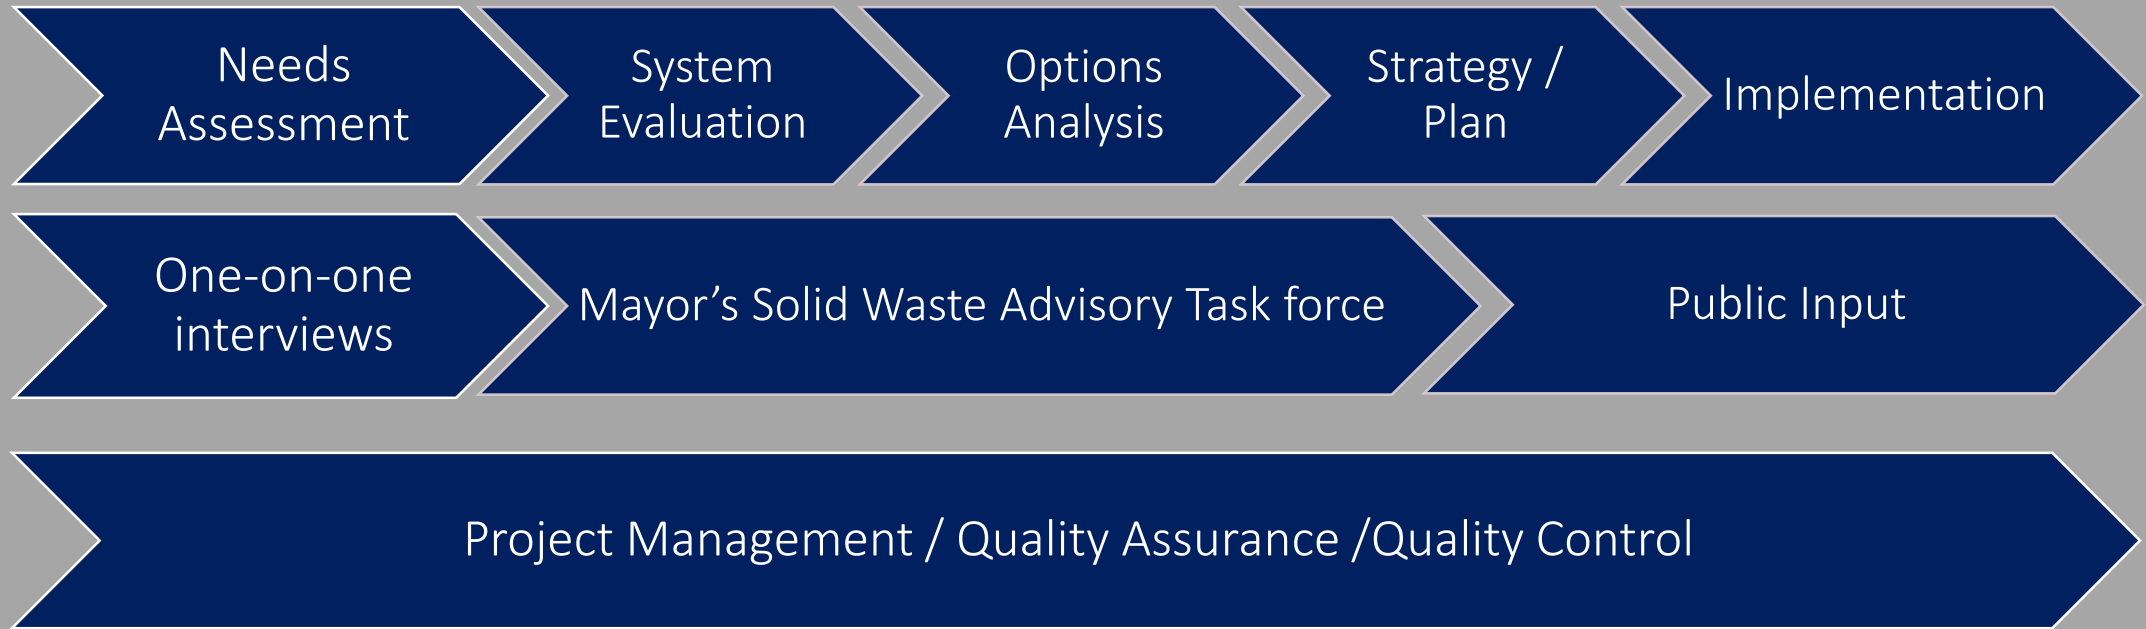 Needs
Assessment
System
Evaluation
Options
Analysis
Strategy /
Plan
Implementation
One-on-one
interviews
Mayor’s Solid Waste Advisory Task force
Public Input
Project Management / Quality Assurance /Quality Control